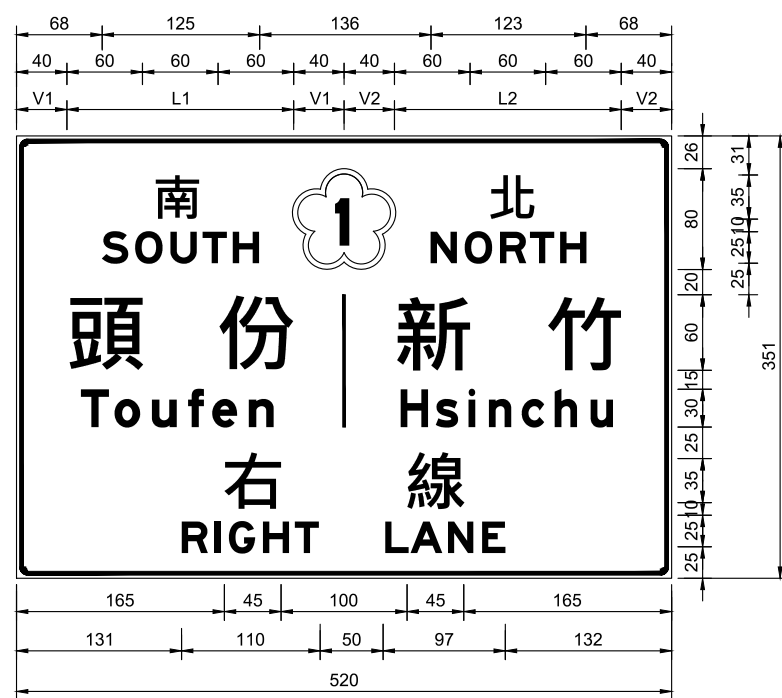 68 125 136 123 68
40 60 60 60 40 40 60 60 60 40
V1 L1 V1 V2 L2 V2
南 1 北
SOUTH NORTH
頭 份 新 竹
Toufen Hsinchu
右 線
RIGHT LANE
26 80 20 60 15 30 25 35 10 25 25
31 35 10 25 25
351
165 45 100 45 165
131 110 50 97 132
520